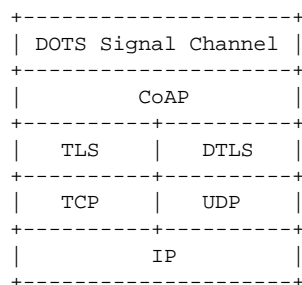 DOTS Signal Channel
CoAP
TLS | DTLS
TCP | UDP
IP